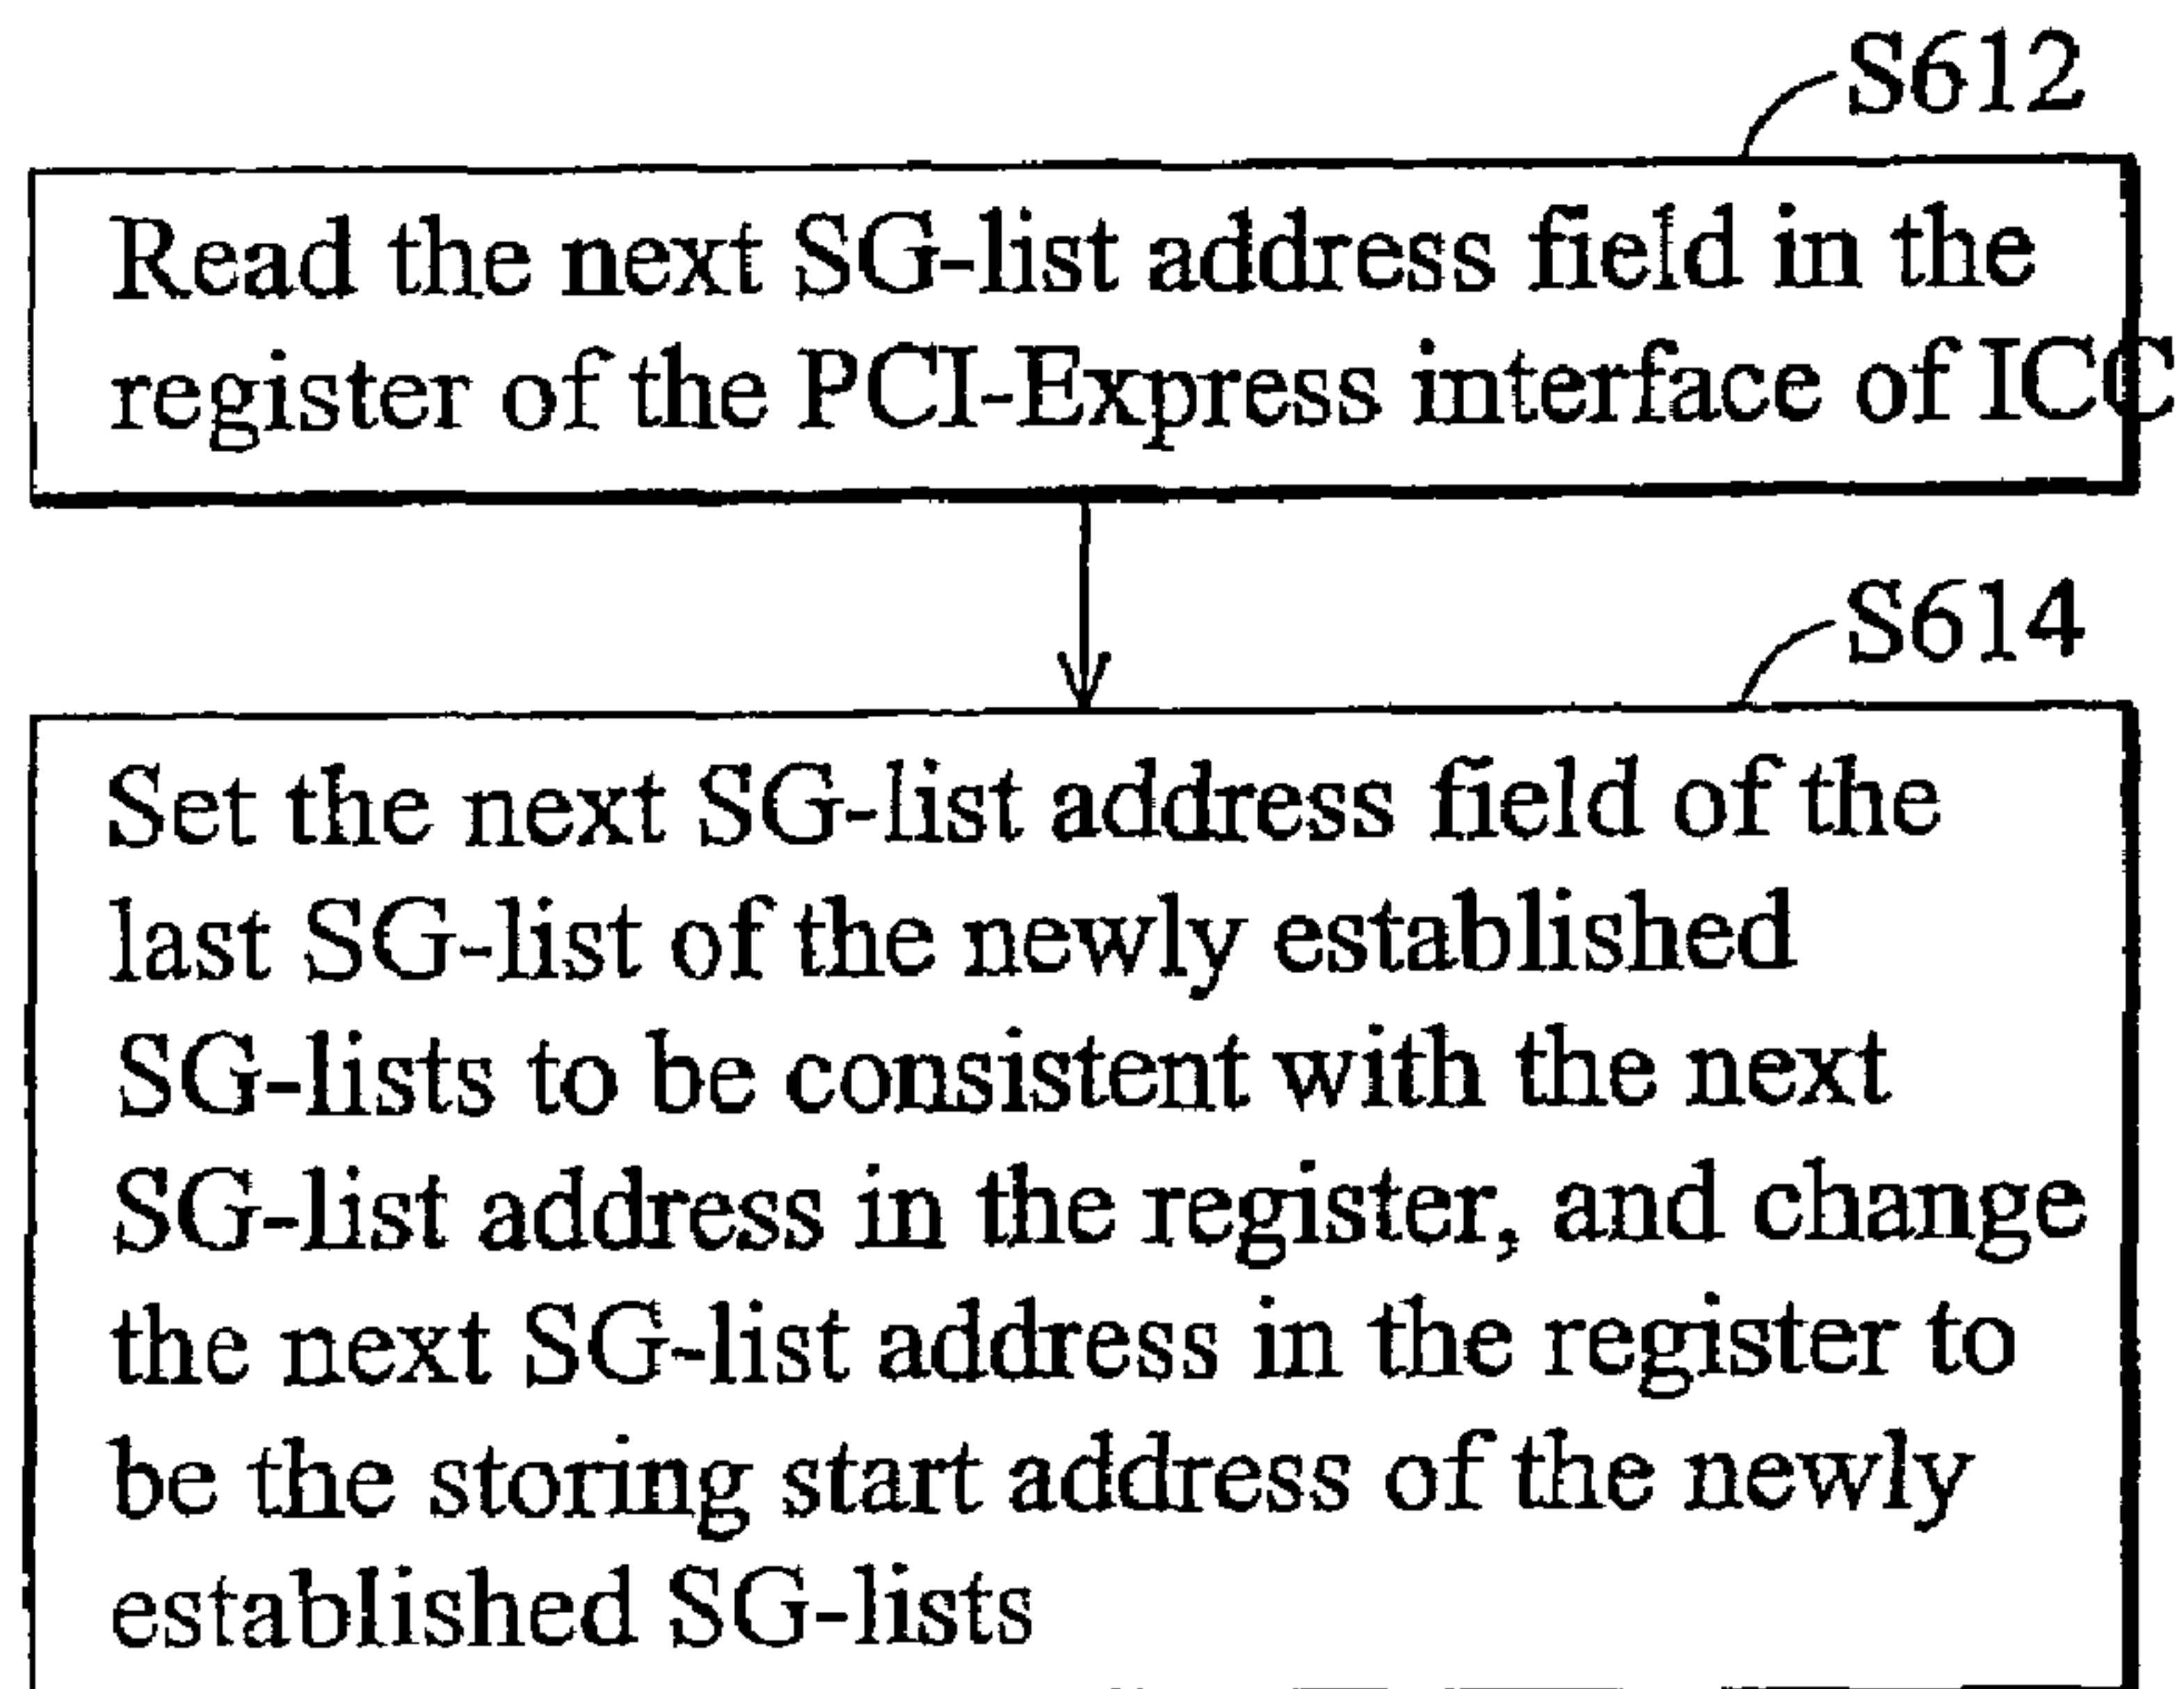 S612
Read the next SG-list address field in the
register of the PCI-Express interface of ICC
S614
Set the next SG-list address field of the
last SG-list of the newly established
SG-lists to be consistent with the next
SG-list address in the register, and change
the next SG-list address in the register to
be the storing start address of the newly
established SG-lists